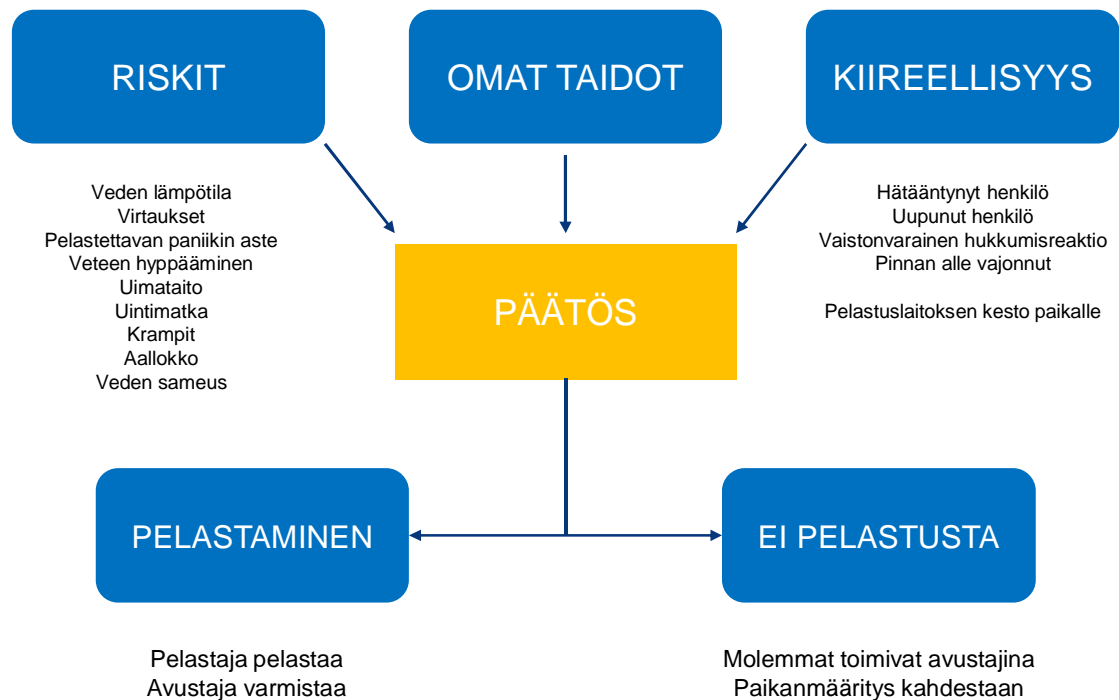 RISKIT
OMAT TAIDOT
KIIREELLISYYS
Veden lämpötila
Virtaukset
Pelastettavan paniikin aste
Veteen hyppääminen
Uimataito
Uintimatka
Krampit
Aallokko
Veden sameus
Hätääntynyt henkilö
Uupunut henkilö
Vaistonvarainen hukkumisreaktio
Pinnan alle vajonnut
Pelastuslaitoksen kesto paikalle
PÄÄTÖS
PELASTAMINEN
EI PELASTUSTA
Pelastaja pelastaa
Avustaja varmistaa
Molemmat toimivat avustajina
Paikanmääritys kahdestaan